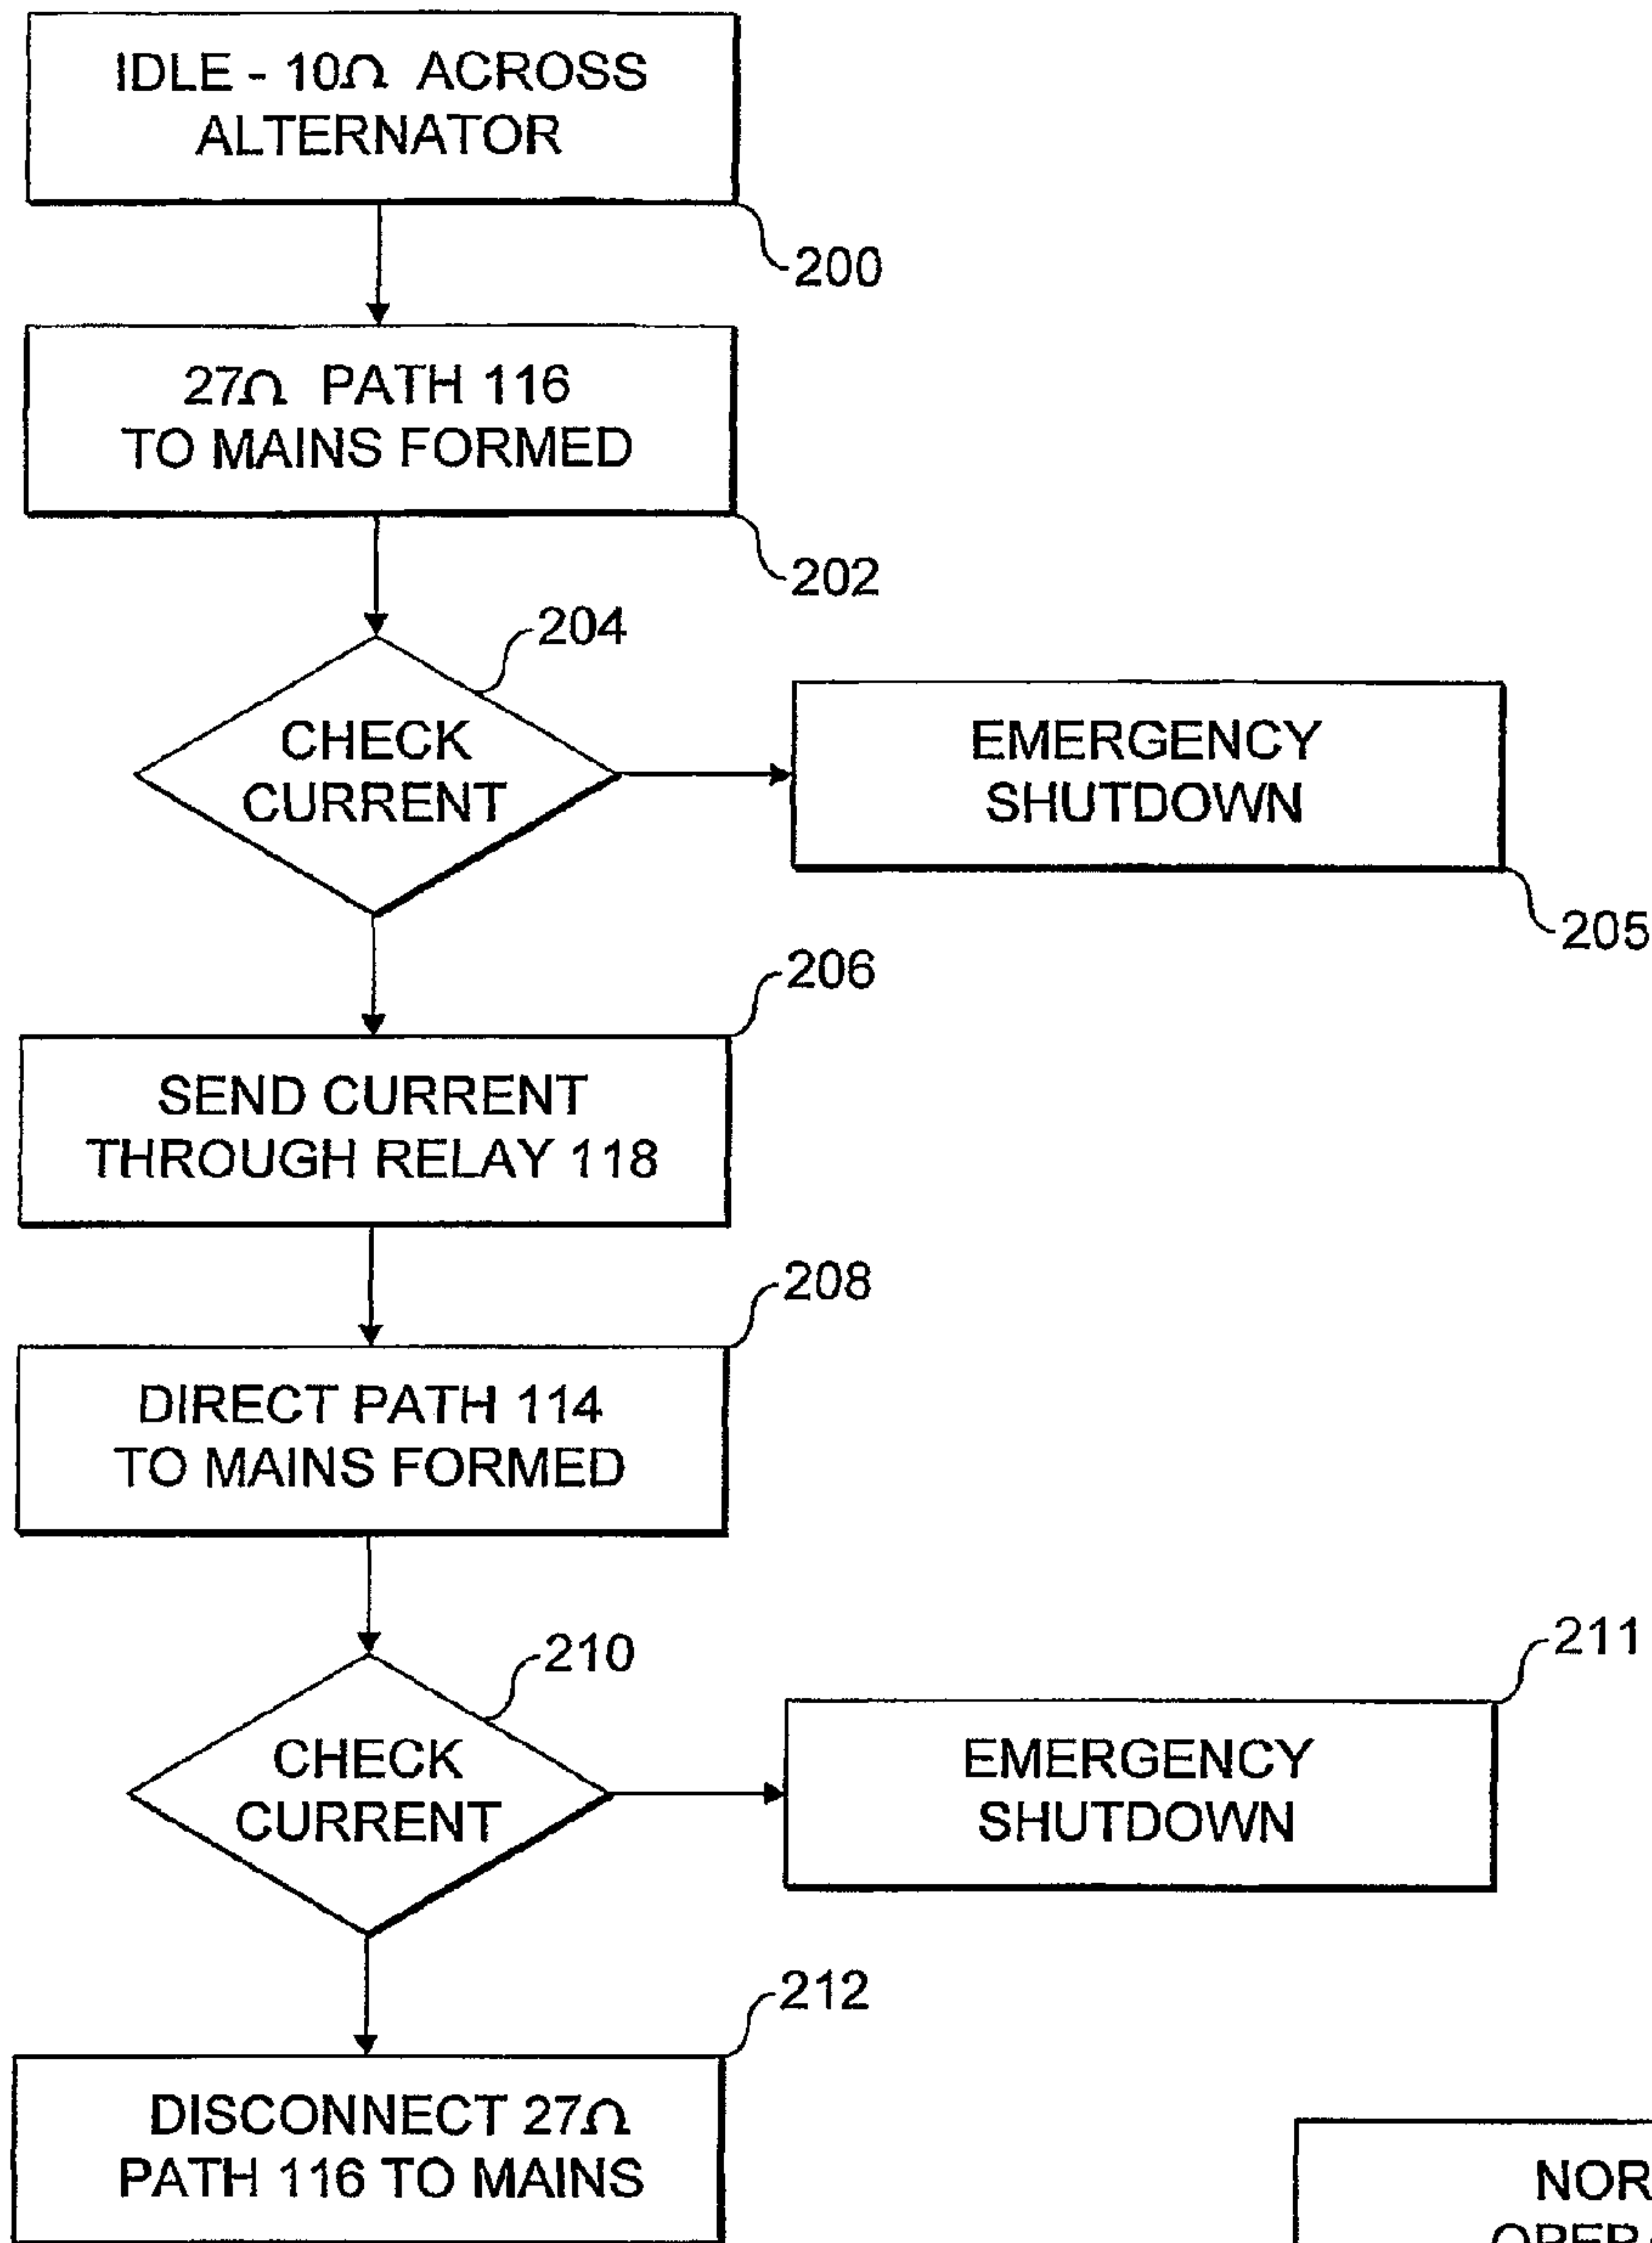 IDLE - 10Ω ACROSS
ALTERNATOR
200
27Ω PATH 116
TO MAINS FORMED
202
204
CHECK
CURRENT
EMERGENCY
SHUTDOWN
205
206
SEND CURRENT
THROUGH RELAY 118
208
DIRECT PATH 114
TO MAINS FORMED
210
211
CHECK
CURRENT
EMERGENCY
SHUTDOWN
212
DISCONNECT 27Ω
PATH 116 TO MAINS
NOR